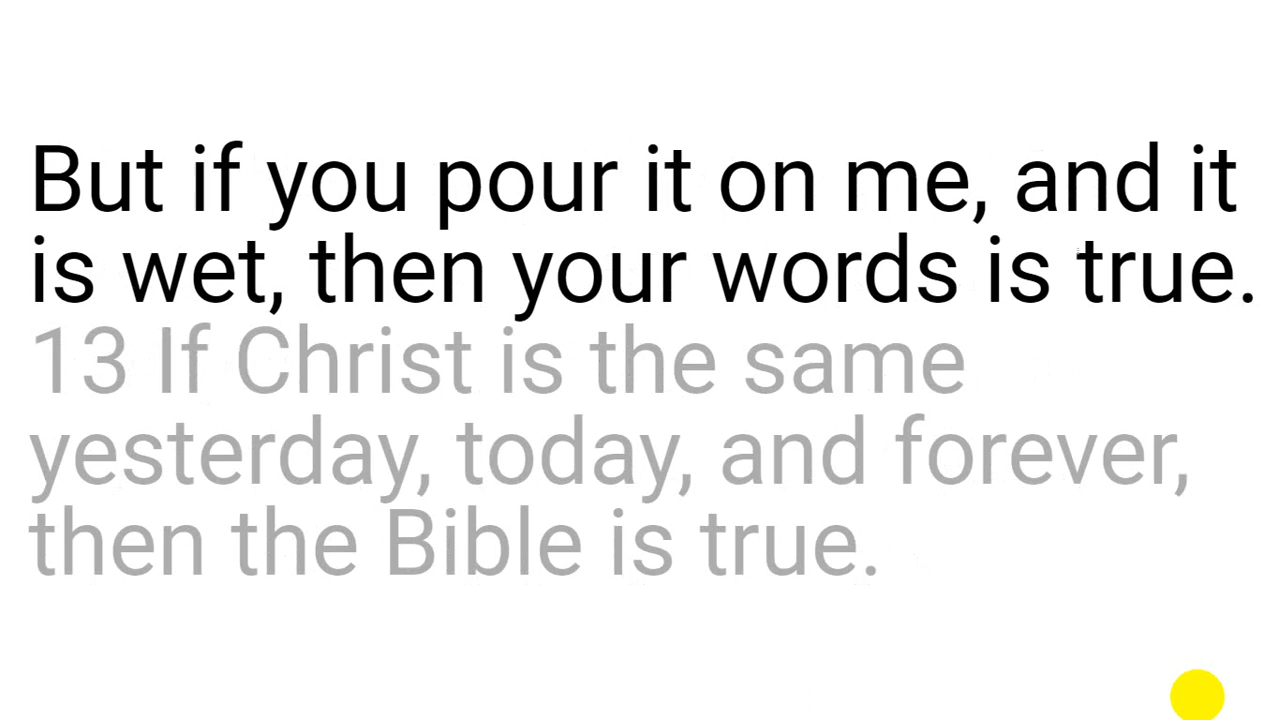 But if you pour it on me, and it
is wet, then your words is true.
13 If Christ is the same
yesterday, today, and forever,
then the Bible is true.